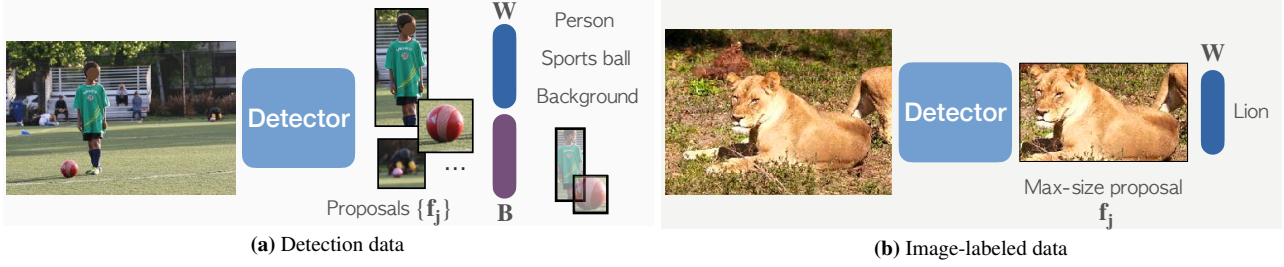 Detector
Proposals {f_j}
...
W
B
Person
Sports ball
Background
(a) Detection data
Detector
Max-size proposal
f_j
W
Lion
(b) Image-labeled data